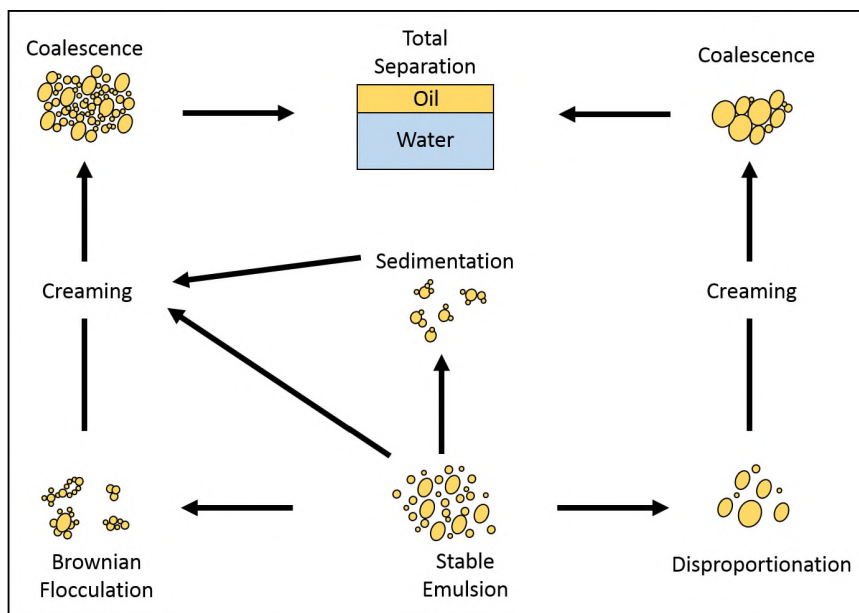 Coalescence
Total
Separation
Coalescence
Oil
Water
Sedimentation
Creaming
Creaming
Brownian
Flocculation
Stable
Emulsion
Disproportionation